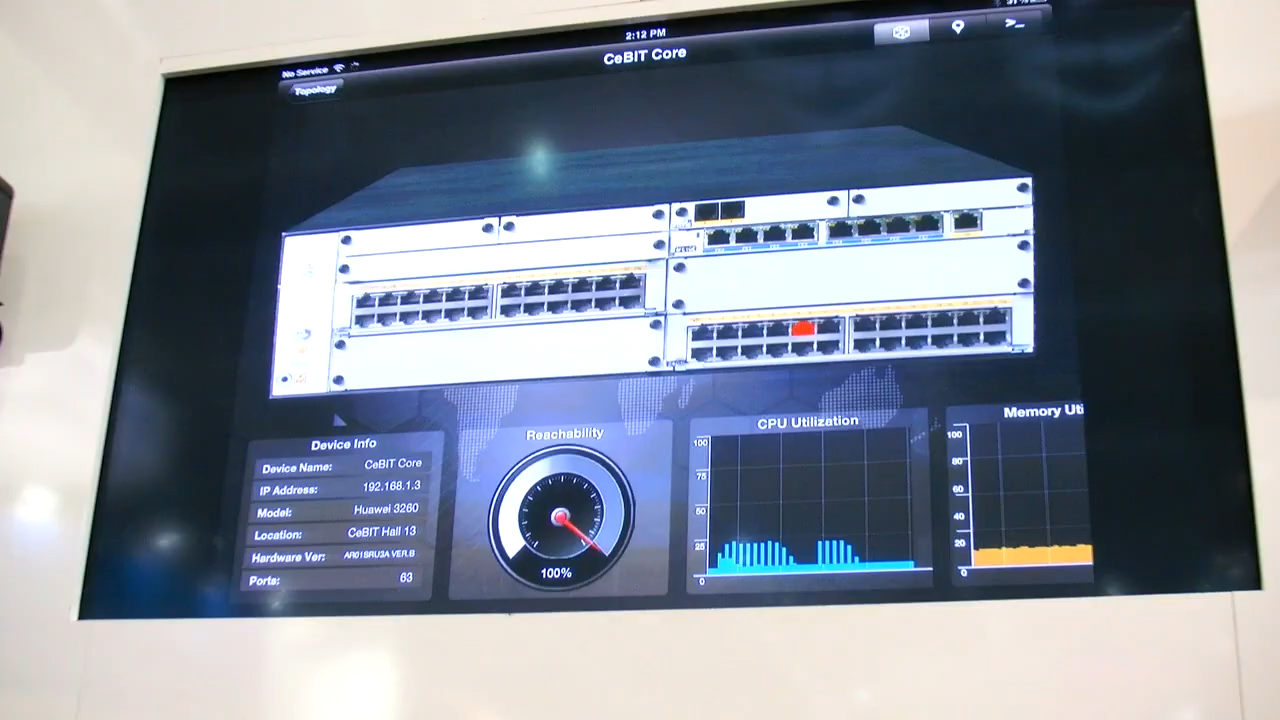 2:12 PM
No Service
CeBIT Core
Topology
Device Info
Device Name: CeBIT Core
IP Address: 192.168.1.3
Model: Huawei 3260
Location: CeBIT Hall 13
Hardware Ver: AR01SRU3A VER.B
Ports: 63
Reachability
100%
CPU Utilization
100
75
50
25
0
Memory Uti
100
80
60
40
20
0